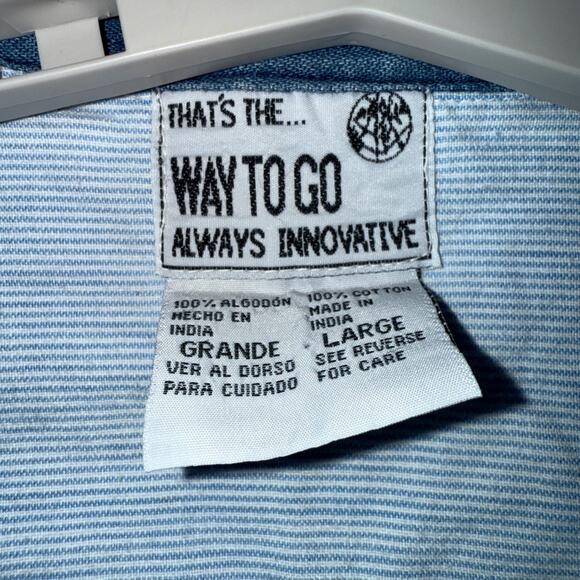 THAT'S THE...
WAY TO GO
ALWAYS INNOVATIVE
100% ALGODÓN
HECHO EN
INDIA
GRANDE
VER AL DORSO
PARA CUIDADO
100% COTTON
MADE IN
INDIA
LARGE
SEE REVERSE
FOR CARE